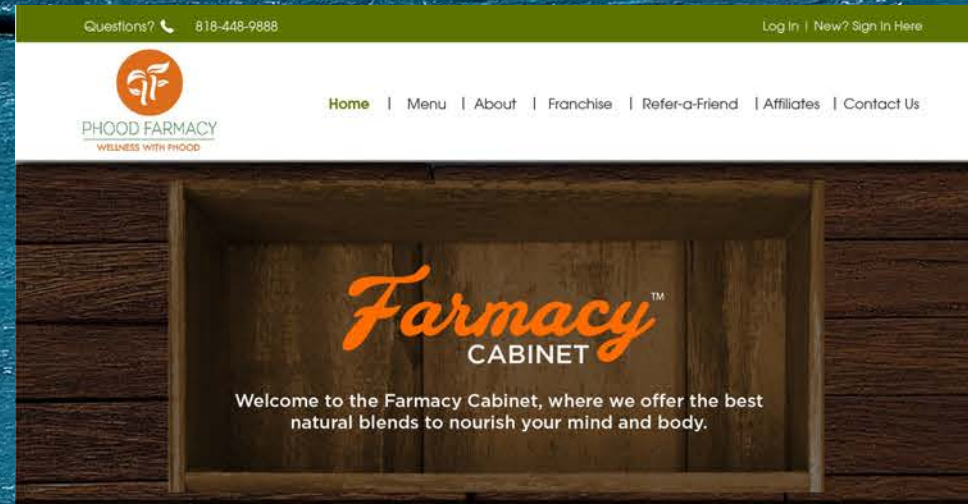 Questions? 818-448-9888
Log In | New? Sign In Here
PHOOD FARMACY
WELLNESS WITH PHOOD
Home | Menu | About | Franchise | Refer-a-Friend | Affiliates | Contact Us
Farmacy™
CABINET
Welcome to the Farmacy Cabinet, where we offer the best
natural blends to nourish your mind and body.